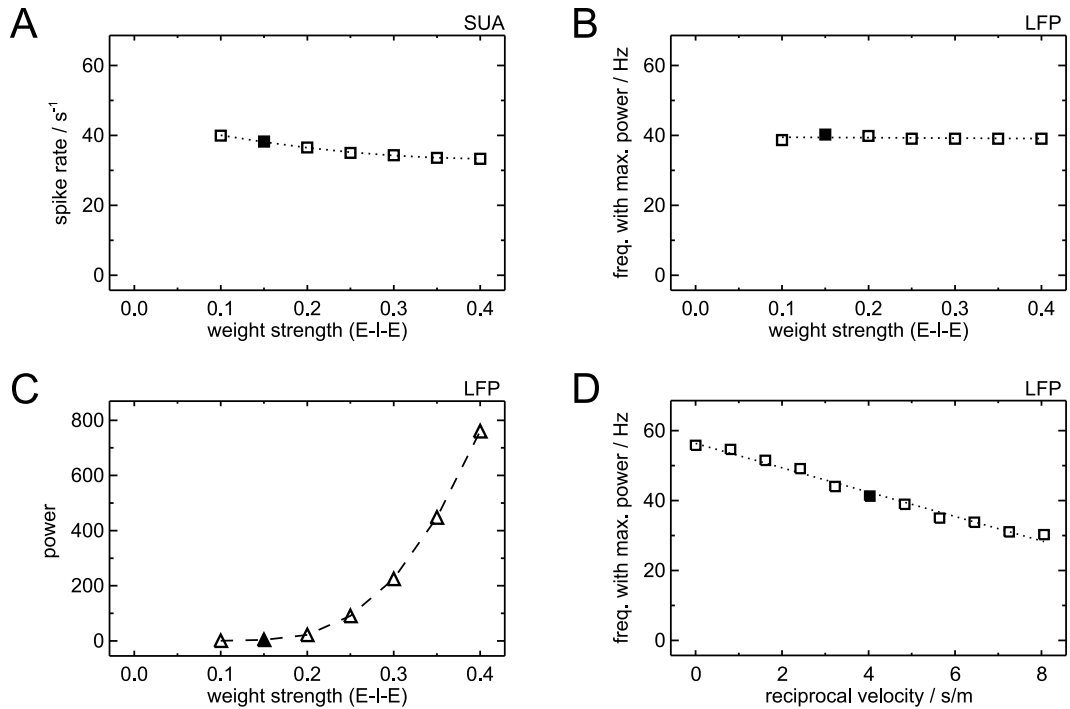 A
SUA
60
40
20
0
spike rate / s⁻¹
0.0 0.1 0.2 0.3 0.4
weight strength (E-I-E)
B
LFP
60
40
20
0
freq. with max. power / Hz
0.0 0.1 0.2 0.3 0.4
weight strength (E-I-E)
C
LFP
800
600
400
200
0
power
0.0 0.1 0.2 0.3 0.4
weight strength (E-I-E)
D
LFP
60
40
20
0
freq. with max. power / Hz
0 2 4 6 8
reciprocal velocity / s/m